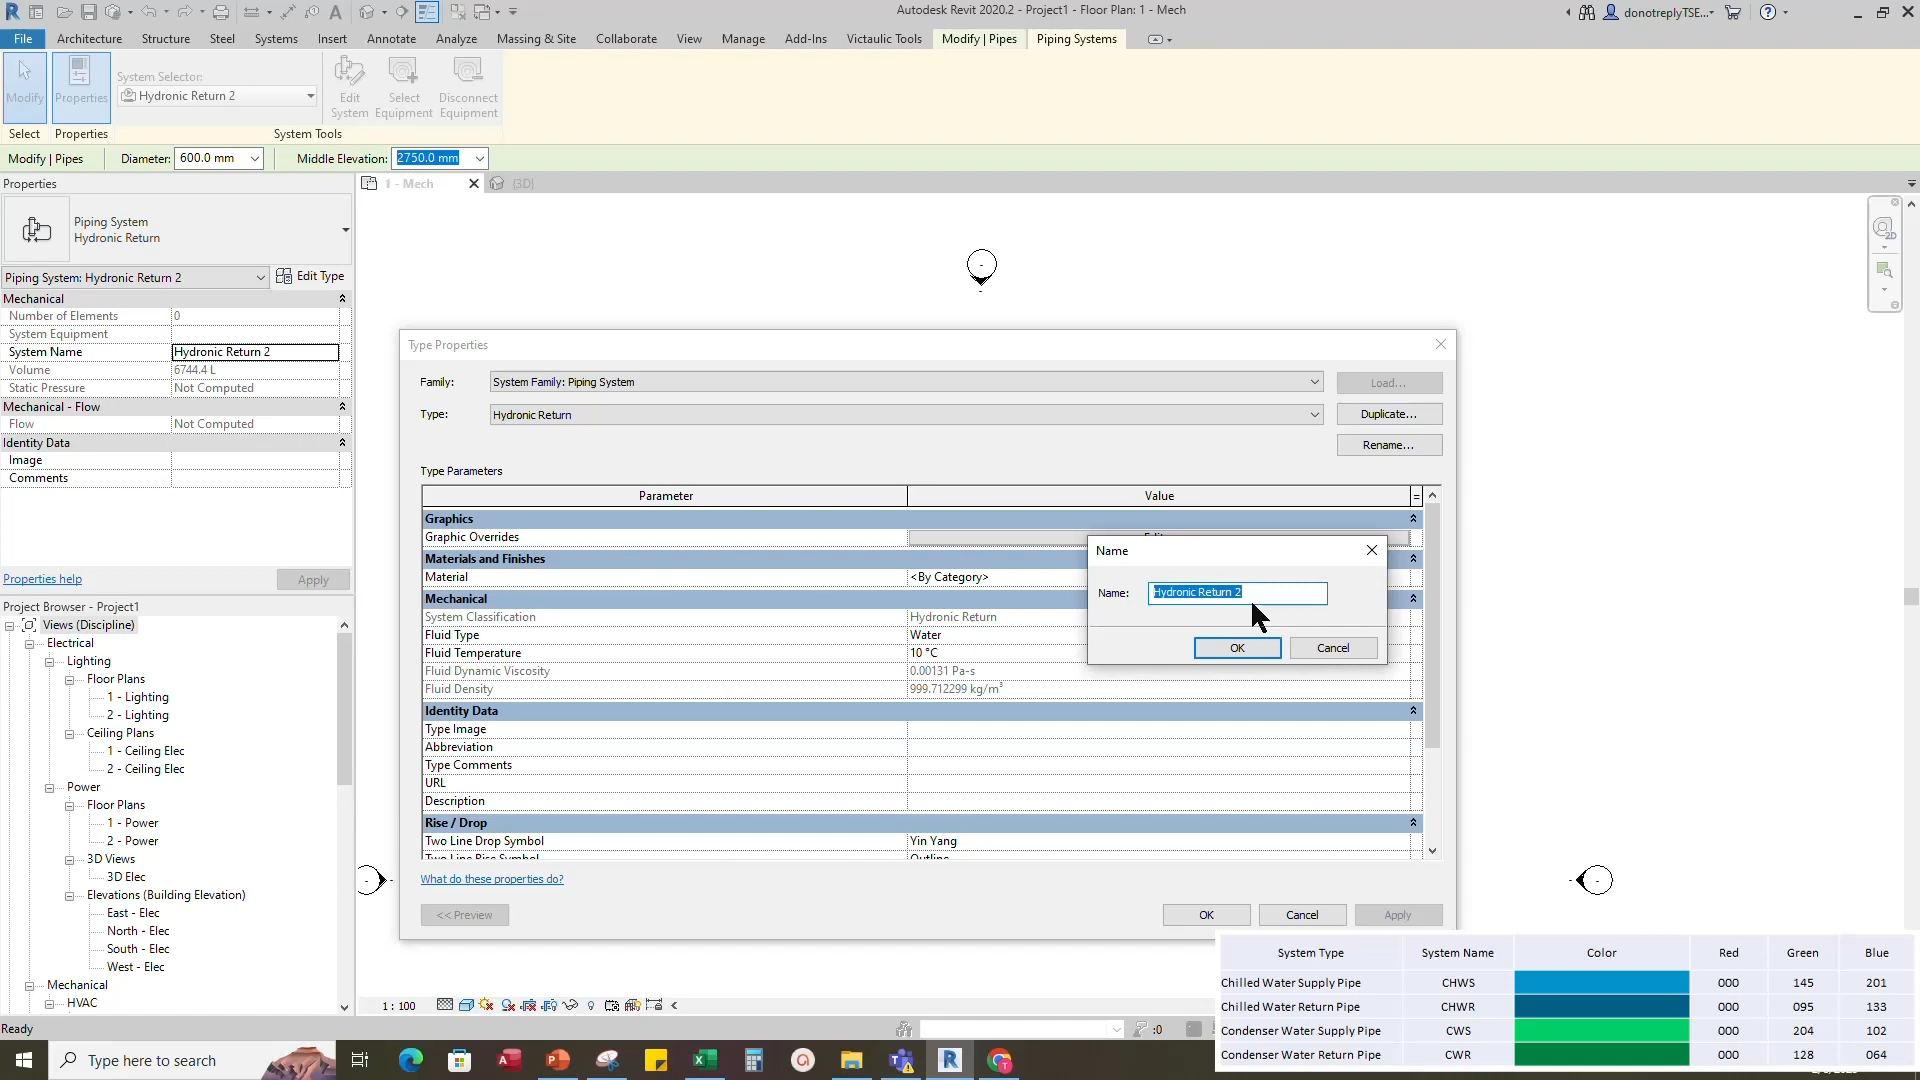 Autodesk Revit 2020.2 - Project1 - Floor Plan: 1 - Mech
donotreplyTSE...
File Architecture Structure Steel Systems Insert Annotate Analyze Massing & Site Collaborate View Manage Add-Ins Victaulic Tools Modify | Pipes Piping Systems
Modify
Properties
System Selector:
Hydronic Return 2
Edit System
Select Equipment
Disconnect Equipment
Select Properties System Tools
Modify | Pipes Diameter: 600.0 mm Middle Elevation: 2750.0 mm
Properties
1 - Mech
{3D}
Piping System
Hydronic Return
Piping System: Hydronic Return 2
Edit Type
Mechanical
Number of Elements 0
System Equipment
System Name Hydronic Return 2
Volume 6744.4 L
Static Pressure Not Computed
Mechanical - Flow
Flow Not Computed
Identity Data
Image
Comments
Properties help
Apply
Project Browser - Project1
Views (Discipline)
Electrical
Lighting
Floor Plans
1 - Lighting
2 - Lighting
Ceiling Plans
1 - Ceiling Elec
2 - Ceiling Elec
Power
Floor Plans
1 - Power
2 - Power
3D Views
3D Elec
Elevations (Building Elevation)
East - Elec
North - Elec
South - Elec
West - Elec
Mechanical
HVAC
Type Properties
Family: System Family: Piping System Load...
Type: Hydronic Return Duplicate...
Rename...
Type Parameters
Parameter Value =
Graphics
Graphic Overrides
Materials and Finishes
Material <By Category>
Mechanical
System Classification Hydronic Return
Fluid Type Water
Fluid Temperature 10 °C
Fluid Dynamic Viscosity 0.00131 Pa-s
Fluid Density 999.712299 kg/m³
Identity Data
Type Image
Abbreviation
Type Comments
URL
Description
Rise / Drop
Two Line Drop Symbol Yin Yang
Two Line Rise Symbol Outline
What do these properties do?
<< Preview OK Cancel Apply
Name
Name: Hydronic Return 2
OK Cancel
2D
1 : 100
Ready
:0
System Type System Name Color Red Green Blue
Chilled Water Supply Pipe CHWS 000 145 201
Chilled Water Return Pipe CHWR 000 095 133
Condenser Water Supply Pipe CWS 000 204 102
Condenser Water Return Pipe CWR 000 128 064
Type here to search